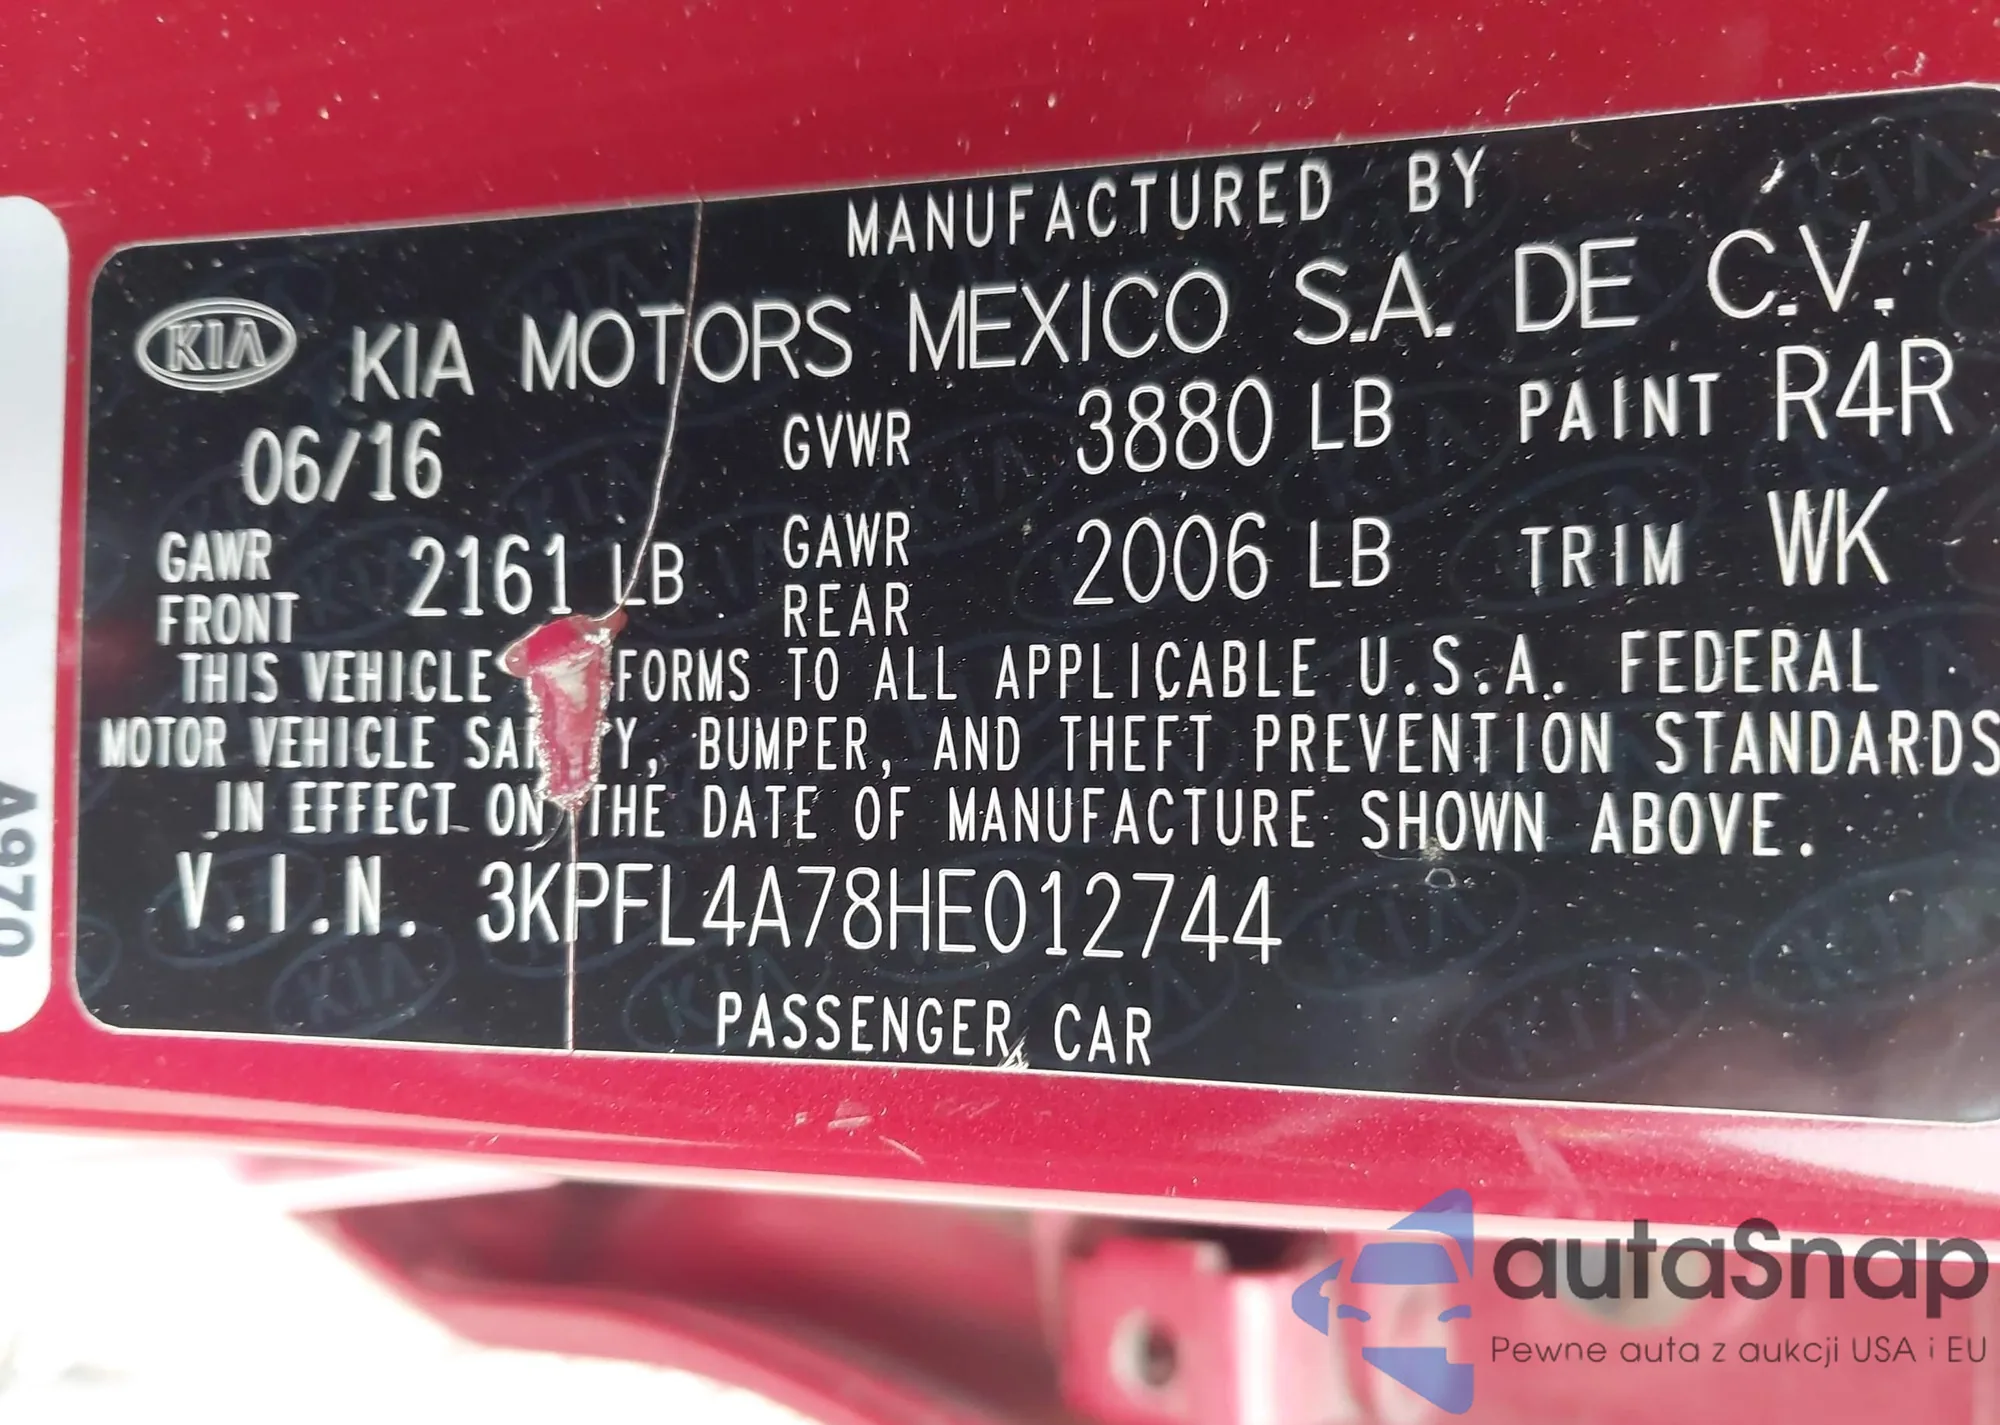 MANUFACTURED BY
KIA KIA MOTORS MEXICO S.A. DE C.V.
06/16 GVWR 3880 LB PAINT R4R
GAWR FRONT 2161 LB GAWR REAR 2006 LB TRIM WK
THIS VEHICLE FORMS TO ALL APPLICABLE U.S.A. FEDERAL
MOTOR VEHICLE SA Y, BUMPER, AND THEFT PREVENTION STANDARDS
IN EFFECT ON THE DATE OF MANUFACTURE SHOWN ABOVE.
V.I.N. 3KPFL4A78HE012744
PASSENGER CAR
A970
autaSnap
Pewne auta z aukcji USA i EU